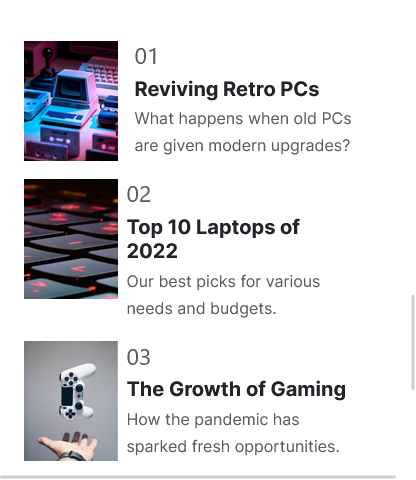 01
Reviving Retro PCs
What happens when old PCs
are given modern upgrades?
02
Top 10 Laptops of
2022
Our best picks for various
needs and budgets.
03
The Growth of Gaming
How the pandemic has
sparked fresh opportunities.